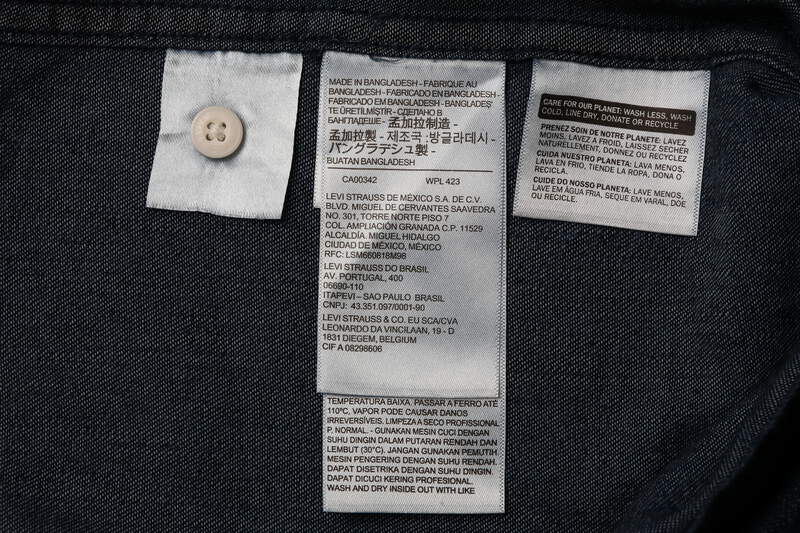 MADE IN BANGLADESH - FABRIQUE AU
BANGLADESH - FABRICADO EN BANGLADESH -
FABRICADO EM BANGLADESH - BANGLADEŞ'
TE ÜRETİLMİŞTİR - СДЕЛАНО В
БАНГЛАДЕШЕ - 孟加拉制造 -
孟加拉製 - 제조국 :방글라데시 -
バングラデシュ製 -
BUATAN BANGLADESH
CA00342 WPL 423
LEVI STRAUSS DE MÉXICO S.A. DE C.V.
BLVD. MIGUEL DE CERVANTES SAAVEDRA
NO. 301, TORRE NORTE PISO 7
COL. AMPLIACIÓN GRANADA C.P. 11529
ALCALDÍA. MIGUEL HIDALGO
CIUDAD DE MÉXICO, MÉXICO
RFC: LSM660818M98
LEVI STRAUSS DO BRASIL
AV. PORTUGAL, 400
06690-110
ITAPEVI – SAO PAULO BRASIL
CNPJ: 43.351.097/0001-90
LEVI STRAUSS & CO. EU SCA/CVA
LEONARDO DA VINCILAAN, 19 - D
1831 DIEGEM, BELGIUM
CIF A 08298606
TEMPERATURA BAIXA. PASSAR A FERRO ATÉ
110ºC, VAPOR PODE CAUSAR DANOS
IRREVERSÍVEIS. LIMPEZA A SECO PROFISSIONAL
P, NORMAL. - GUNAKAN MESIN CUCI DENGAN
SUHU DINGIN DALAM PUTARAN RENDAH DAN
LEMBUT (30°C). JANGAN GUNAKAN PEMUTIH.
MESIN PENGERING DENGAN SUHU RENDAH.
DAPAT DISETRIKA DENGAN SUHU DINGIN.
DAPAT DICUCI KERING PROFESIONAL.
WASH AND DRY INSIDE OUT WITH LIKE
CARE FOR OUR PLANET: WASH LESS, WASH
COLD, LINE DRY, DONATE OR RECYCLE
PRENEZ SOIN DE NOTRE PLANETE: LAVEZ
MOINS, LAVEZ A FROID, LAISSEZ SECHER
NATURELLEMENT, DONNEZ OU RECYCLEZ
CUIDA NUESTRO PLANETA: LAVA MENOS,
LAVA EN FRIO, TIENDE LA ROPA, DONA O
RECICLA.
CUIDE DO NOSSO PLANETA: LAVE MENOS,
LAVE EM ÁGUA FRIA, SEQUE EM VARAL, DOE
OU RECICLE.